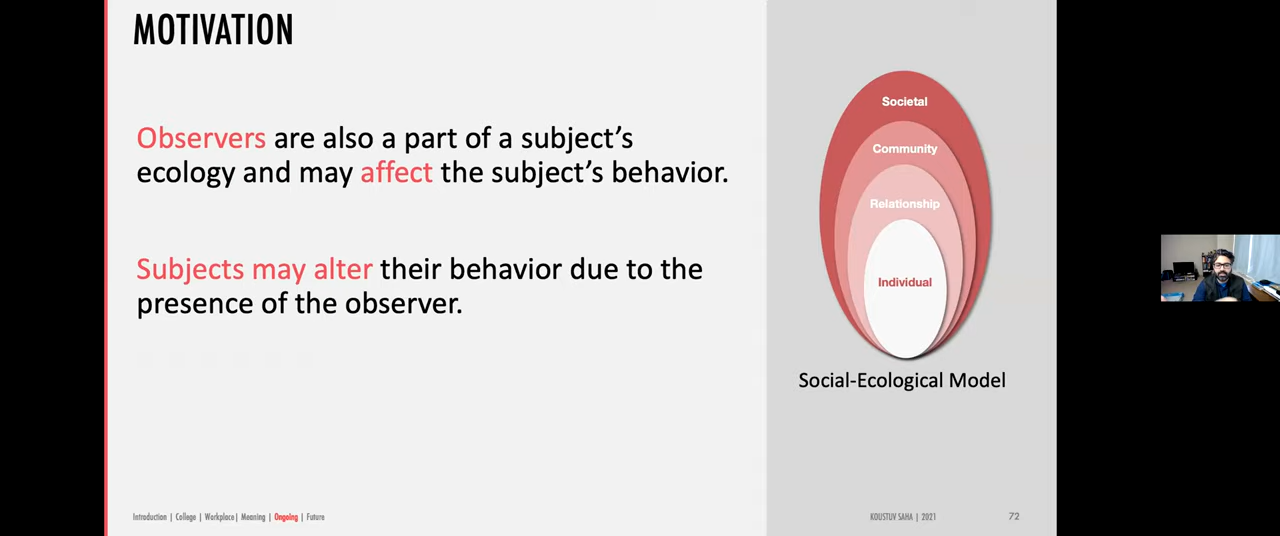 MOTIVATION
Observers are also a part of a subject’s
ecology and may affect the subject’s behavior.
Subjects may alter their behavior due to the
presence of the observer.
Societal
Community
Relationship
Individual
Social-Ecological Model
Introduction | College | Workplace| Meaning | Ongoing | Future
KOUSTUV SAHA | 2021
72